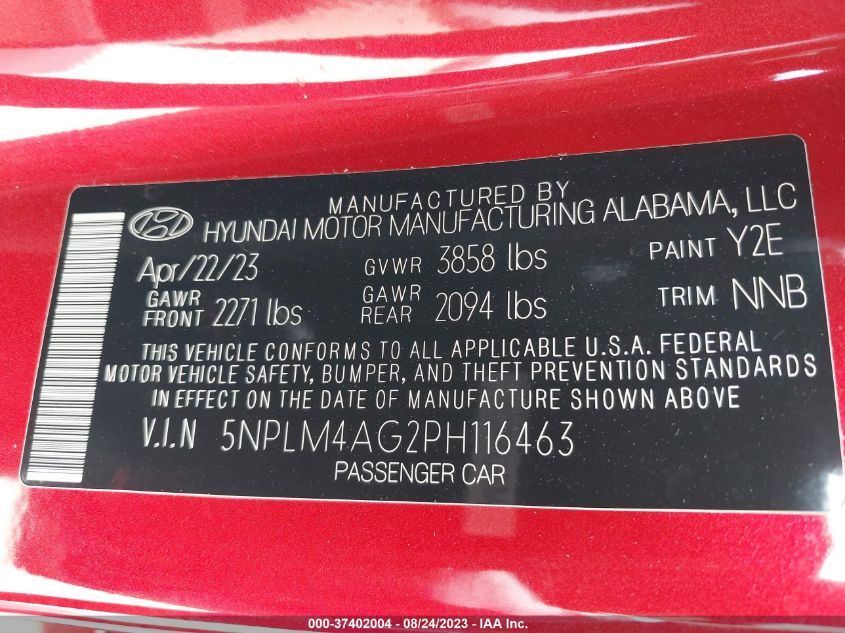 MANUFACTURED BY
HYUNDAI MOTOR MANUFACTURING ALABAMA, LLC
Apr/22/23 GVWR 3858 lbs PAINT Y2E
GAWR FRONT 2271 lbs GAWR REAR 2094 lbs TRIM NNB
THIS VEHICLE CONFORMS TO ALL APPLICABLE U.S.A. FEDERAL
MOTOR VEHICLE SAFETY, BUMPER, AND THEFT PREVENTION STANDARDS
IN EFFECT ON THE DATE OF MANUFACTURE SHOWN ABOVE
V.I.N 5NPLM4AG2PH116463
PASSENGER CAR
000-37402004 - 08/24/2023 - IAA Inc.